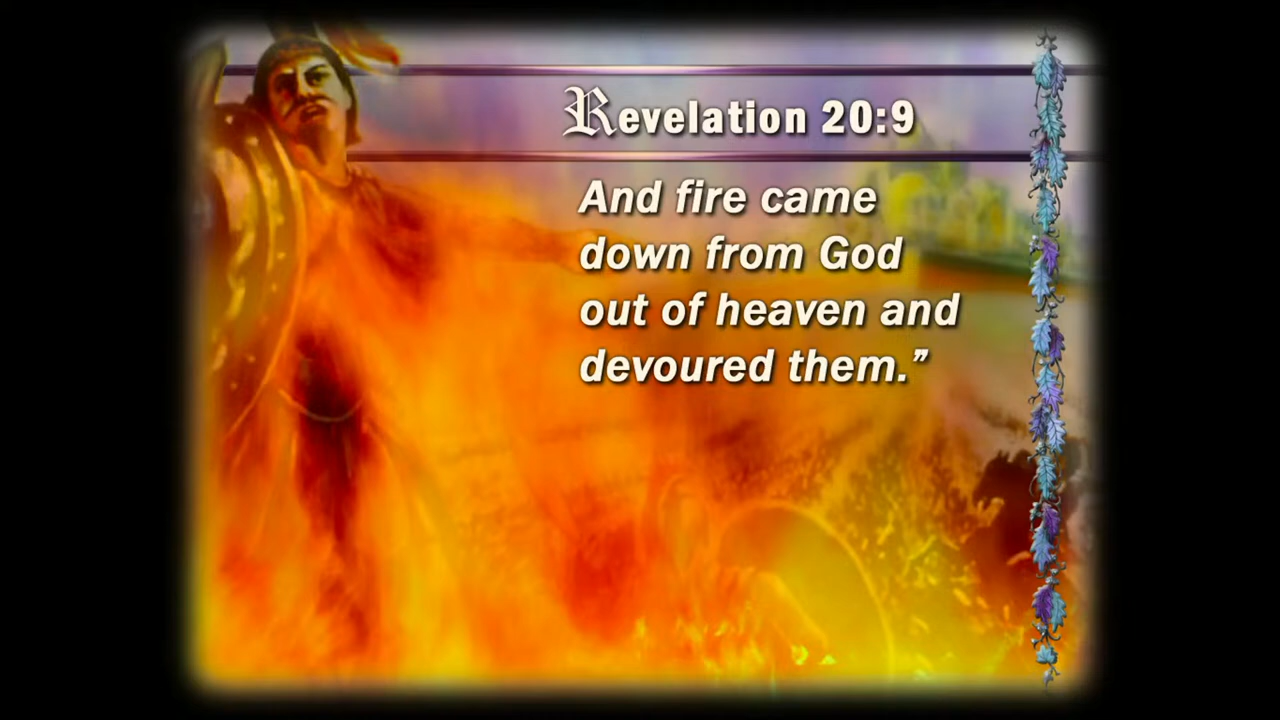 Revelation 20:9
And fire came
down from God
out of heaven and
devoured them.”